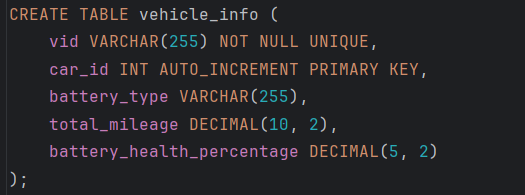 CREATE TABLE vehicle_info (
    vid VARCHAR(255) NOT NULL UNIQUE,
    car_id INT AUTO_INCREMENT PRIMARY KEY,
    battery_type VARCHAR(255),
    total_mileage DECIMAL(10, 2),
    battery_health_percentage DECIMAL(5, 2)
);